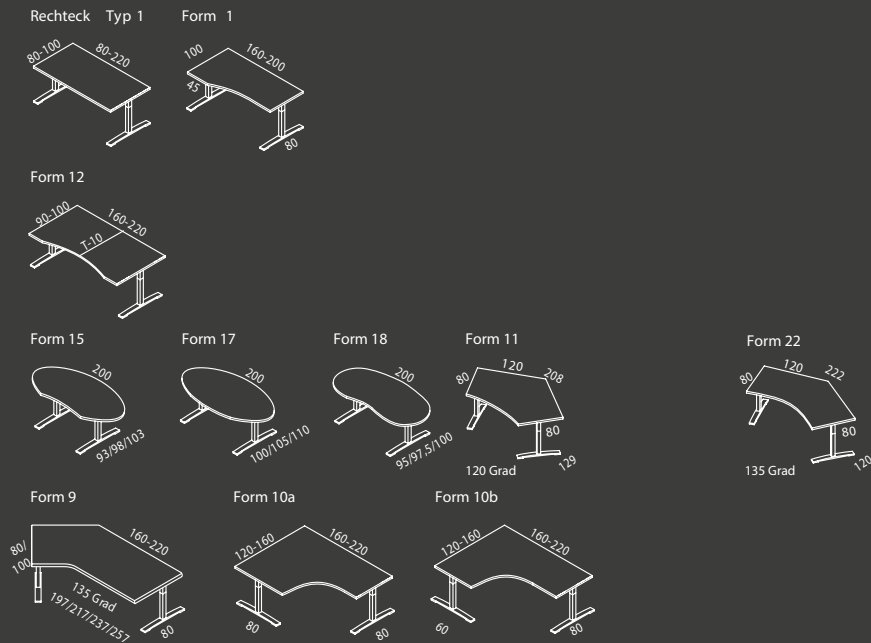 Rechteck Typ 1
80-100
80-220
Form 1
100
160-200
45
80
Form 12
90-100
160-220
T-10
Form 15
200
93/98/103
Form 17
200
100/105/110
Form 18
200
95/97,5/100
Form 11
80
120
208
80
129
120 Grad
Form 22
80
120
222
80
120
135 Grad
Form 9
80/
100
160-220
135 Grad
197/217/237/257
80
Form 10a
120-160
160-220
80
80
Form 10b
120-160
160-220
60
80